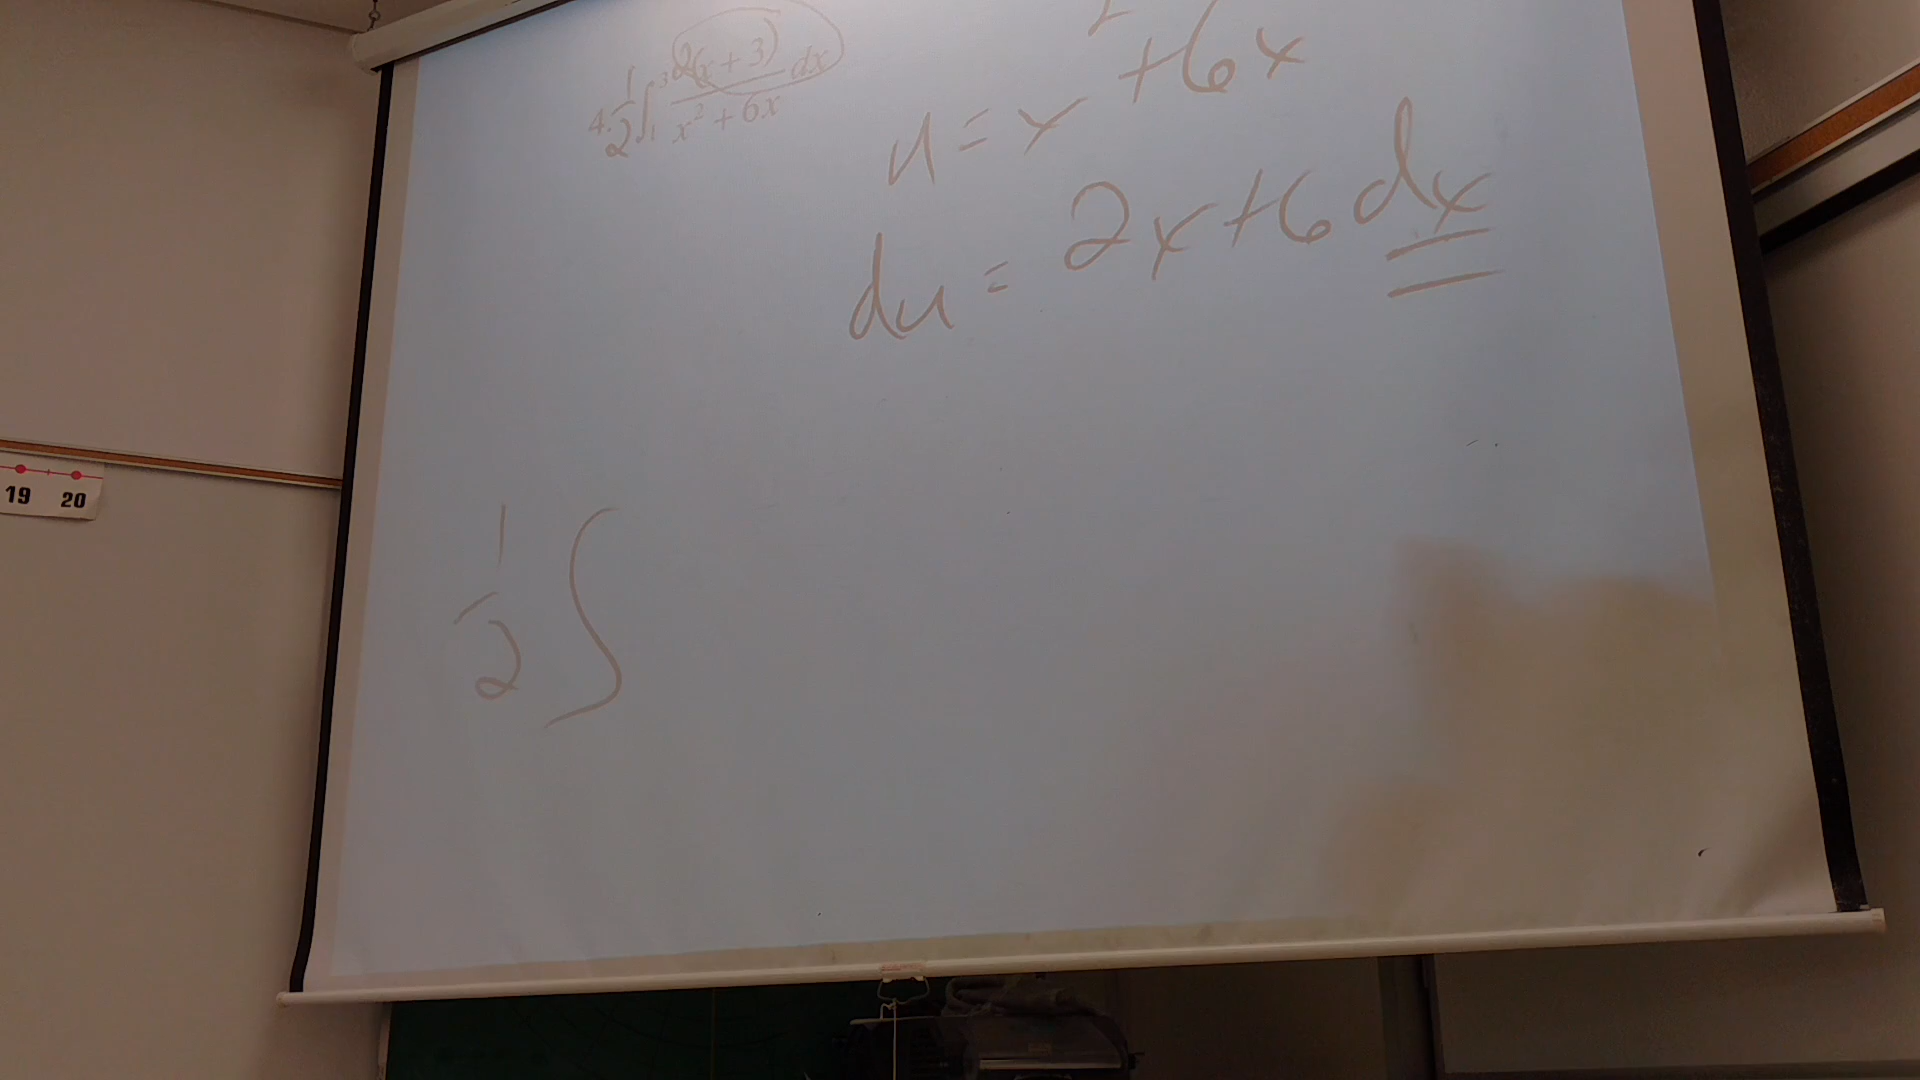 4. 1/2 ∫₁³ 2(x + 3)/(x² + 6x) dx
u = x² + 6x
du = 2x+6 dx
1/2 ∫
19 20